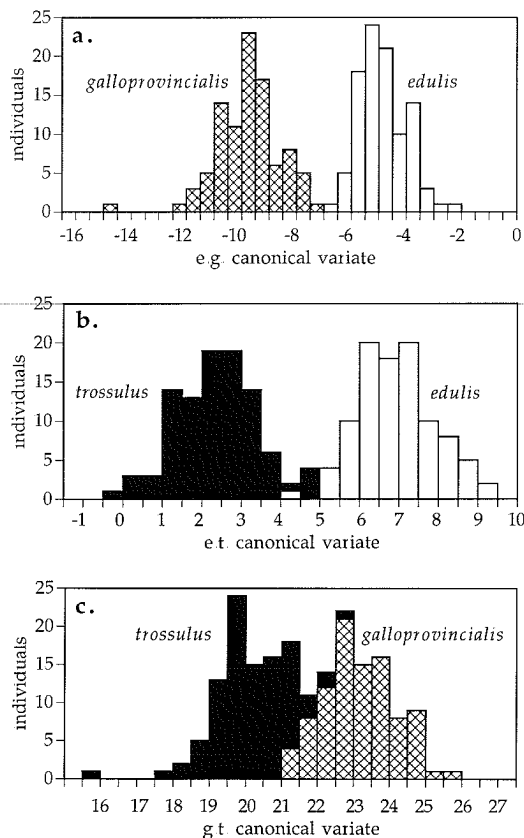 a.
25
20
15
10
5
0
individuals
galloprovincialis
edulis
-16 -14 -12 -10 -8 -6 -4 -2 0
e.g. canonical variate
b.
25
20
15
10
5
0
individuals
trossulus
edulis
-1 0 1 2 3 4 5 6 7 8 9 10
e.t. canonical variate
c.
25
20
15
10
5
0
individuals
trossulus
galloprovincialis
16 17 18 19 20 21 22 23 24 25 26 27
g.t. canonical variate